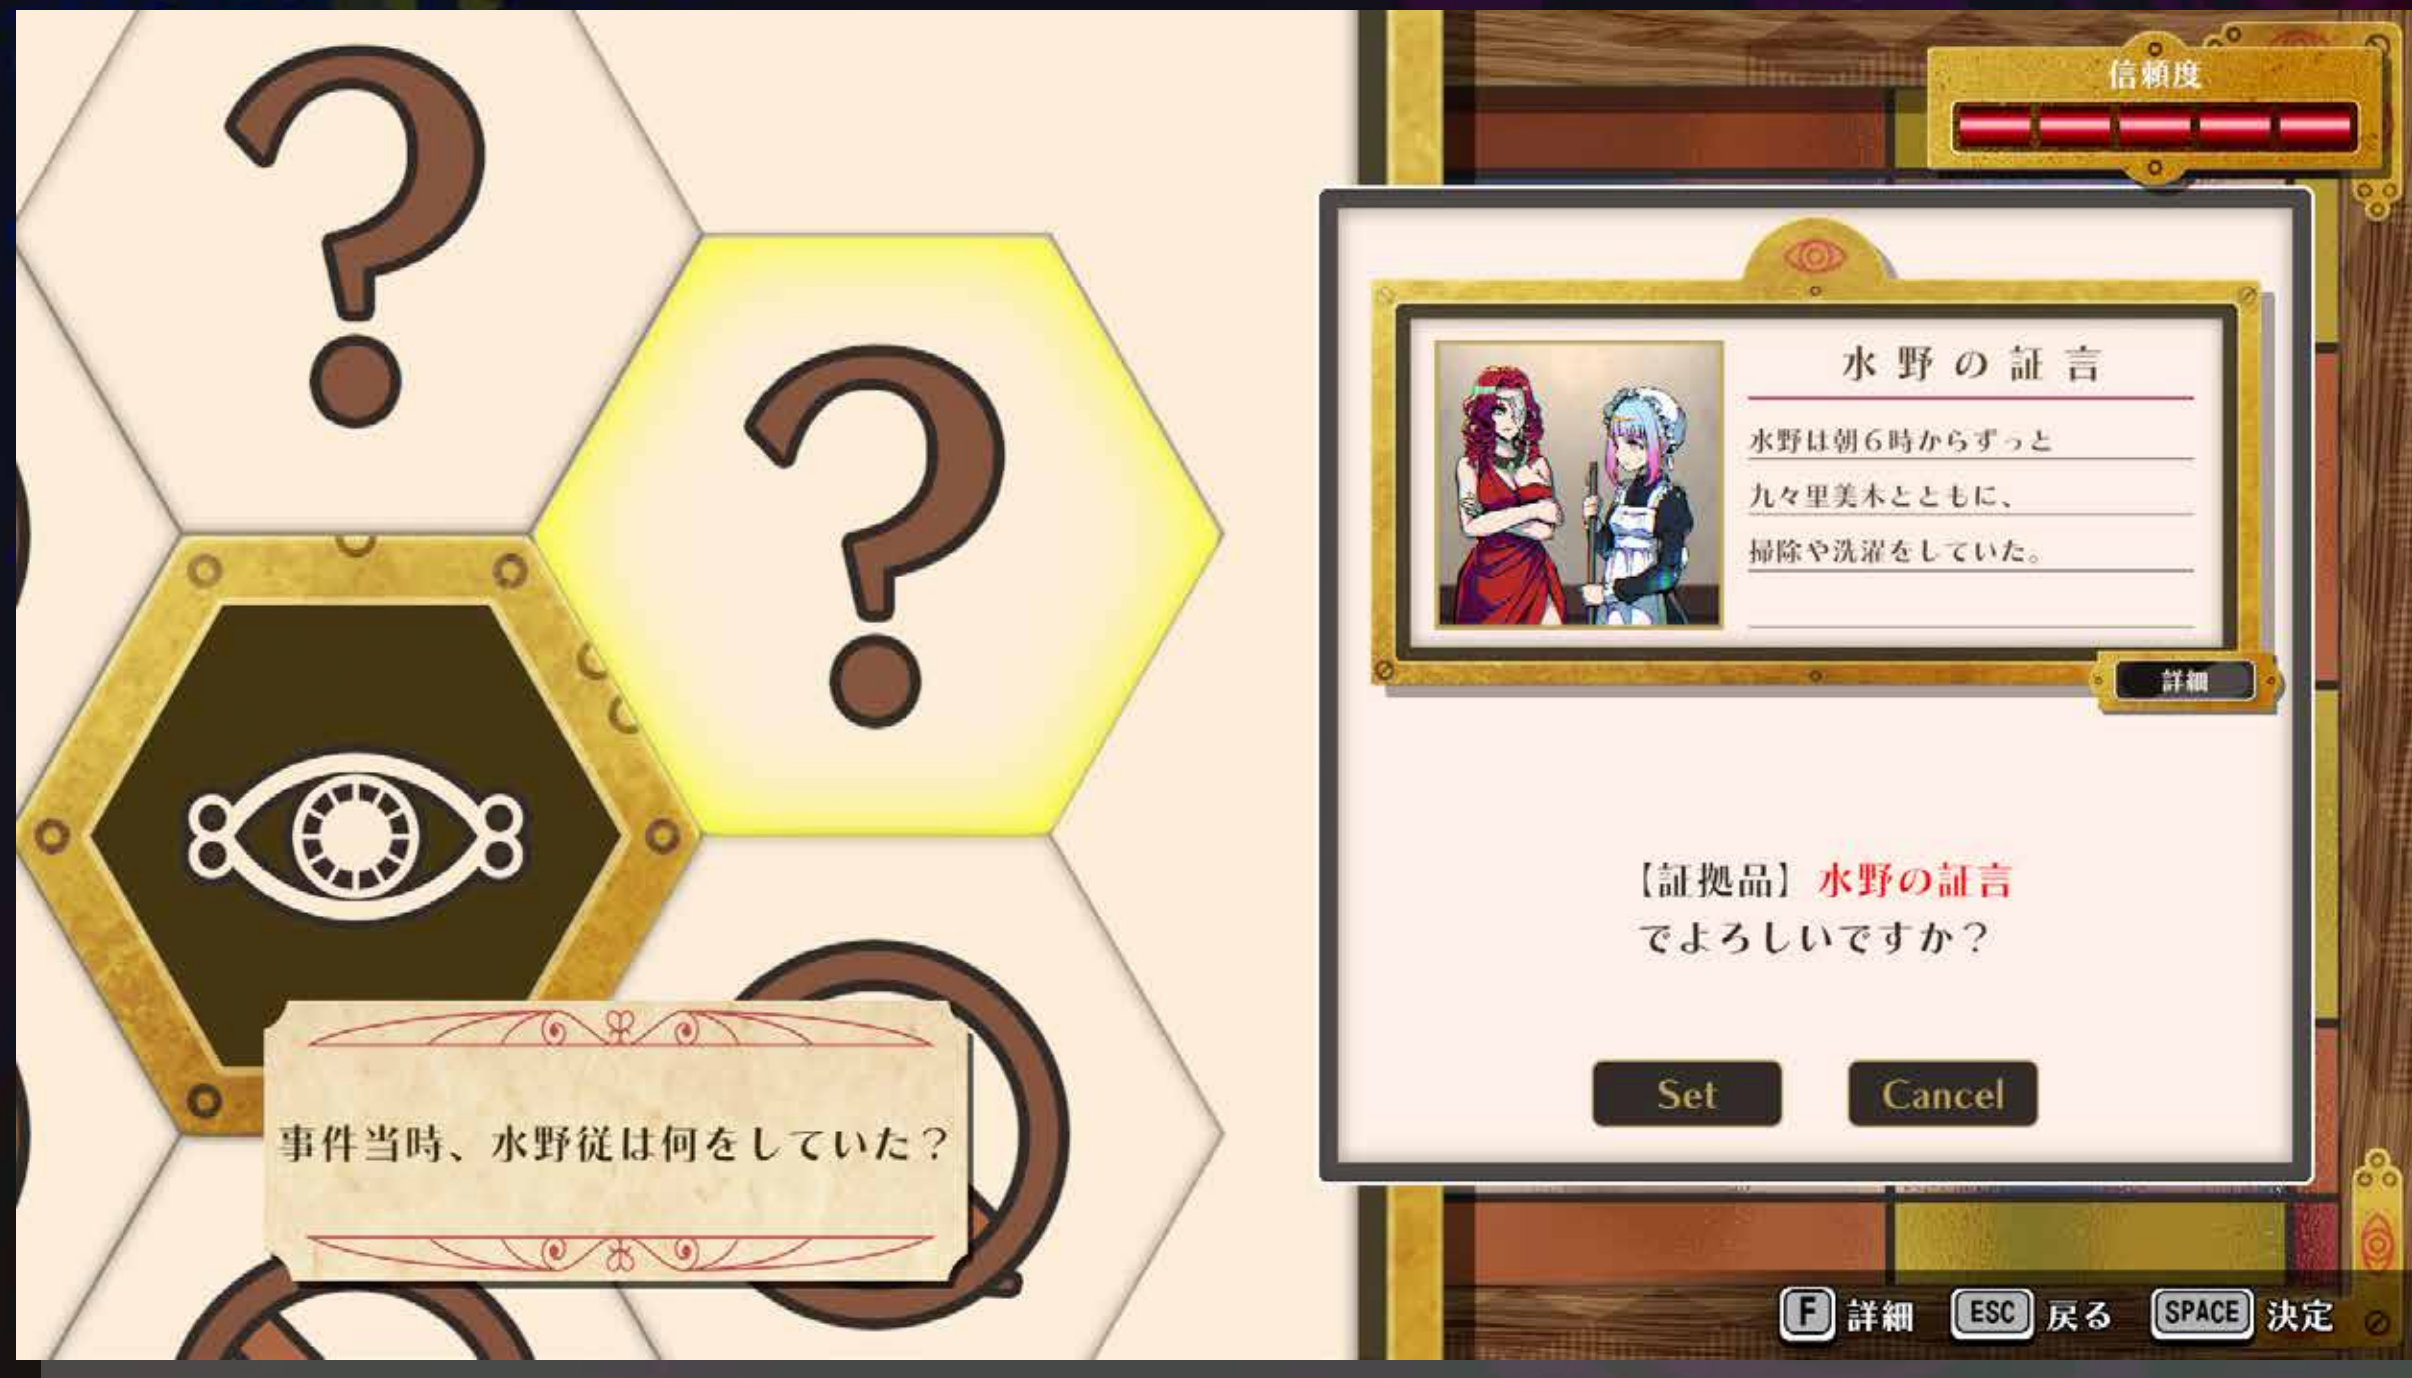 信頼度
水野の証言
水野は朝6時からずっと
九々里美木とともに、
掃除や洗濯をしていた。
詳細
【証拠品】水野の証言
でよろしいですか?
Set
Cancel
事件当時、水野従は何をしていた?
F 詳細 ESC 戻る SPACE 決定